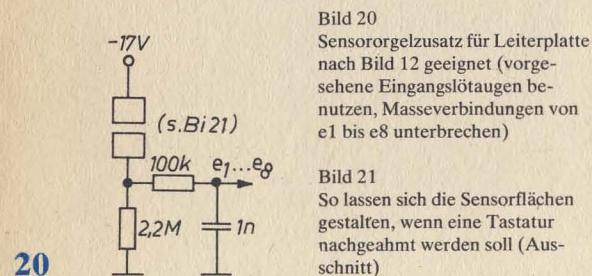 -17V
(s.Bi21)
100k e1...e8
2,2M 1n
20
Bild 20
Sensororgelzusatz für Leiterplatte
nach Bild 12 geeignet (vorge-
sehene Eingangslötaugen be-
nutzen, Masseverbindungen von
e1 bis e8 unterbrechen)
Bild 21
So lassen sich die Sensorflächen
gestalten, wenn eine Tastatur
nachgeahmt werden soll (Aus-
schnitt)